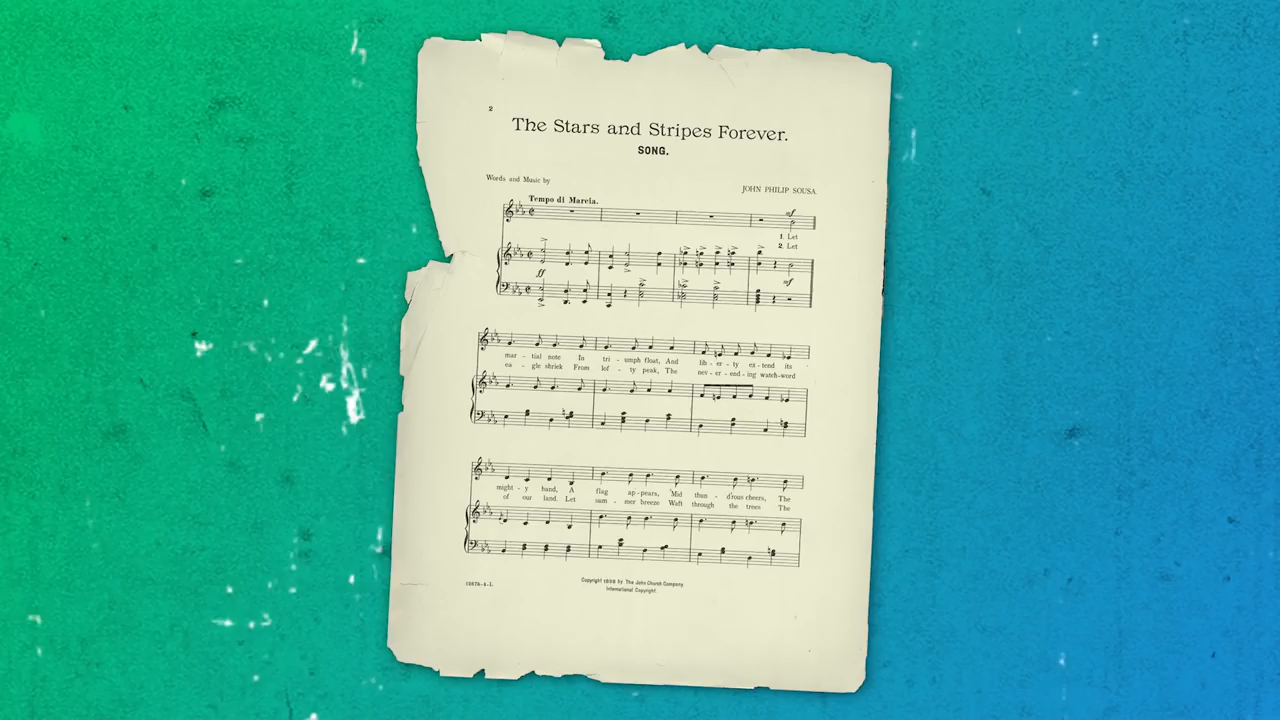 2
The Stars and Stripes Forever.
SONG.
Words and Music by
JOHN PHILIP SOUSA.
Tempo di Marcia.
mf
1. Let
2. Let
ff
mf
mar - tial note In tri - umph float, And lib - er - ty ex - tend its
ea - gle shriek From lof - ty peak, The nev - er - end - ing watch-word
might - y hand, A flag ap - pears, 'Mid thun - d'rous cheers, The
of our land. Let sum - mer breeze Waft through the trees The
Copyright 1898 by The John Church Company.
International Copyright.